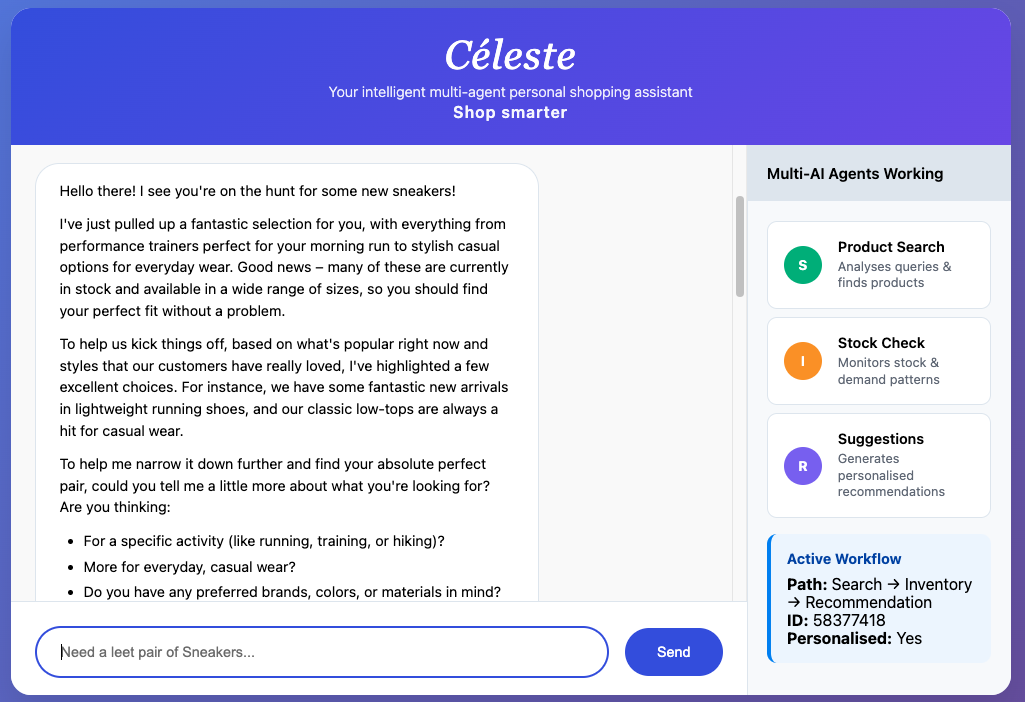 Céleste
Your intelligent multi-agent personal shopping assistant
Shop smarter
Hello there! I see you're on the hunt for some new sneakers!
I've just pulled up a fantastic selection for you, with everything from
performance trainers perfect for your morning run to stylish casual
options for everyday wear. Good news – many of these are currently
in stock and available in a wide range of sizes, so you should find
your perfect fit without a problem.
To help us kick things off, based on what's popular right now and
styles that our customers have really loved, I've highlighted a few
excellent choices. For instance, we have some fantastic new arrivals
in lightweight running shoes, and our classic low-tops are always a
hit for casual wear.
To help me narrow it down further and find your absolute perfect
pair, could you tell me a little more about what you're looking for?
Are you thinking:
• For a specific activity (like running, training, or hiking)?
• More for everyday, casual wear?
• Do you have any preferred brands, colors, or materials in mind?
Need a leet pair of Sneakers...
Send
Multi-AI Agents Working
S
Product Search
Analyses queries &
finds products
I
Stock Check
Monitors stock &
demand patterns
R
Suggestions
Generates
personalised
recommendations
Active Workflow
Path: Search → Inventory
→ Recommendation
ID: 58377418
Personalised: Yes